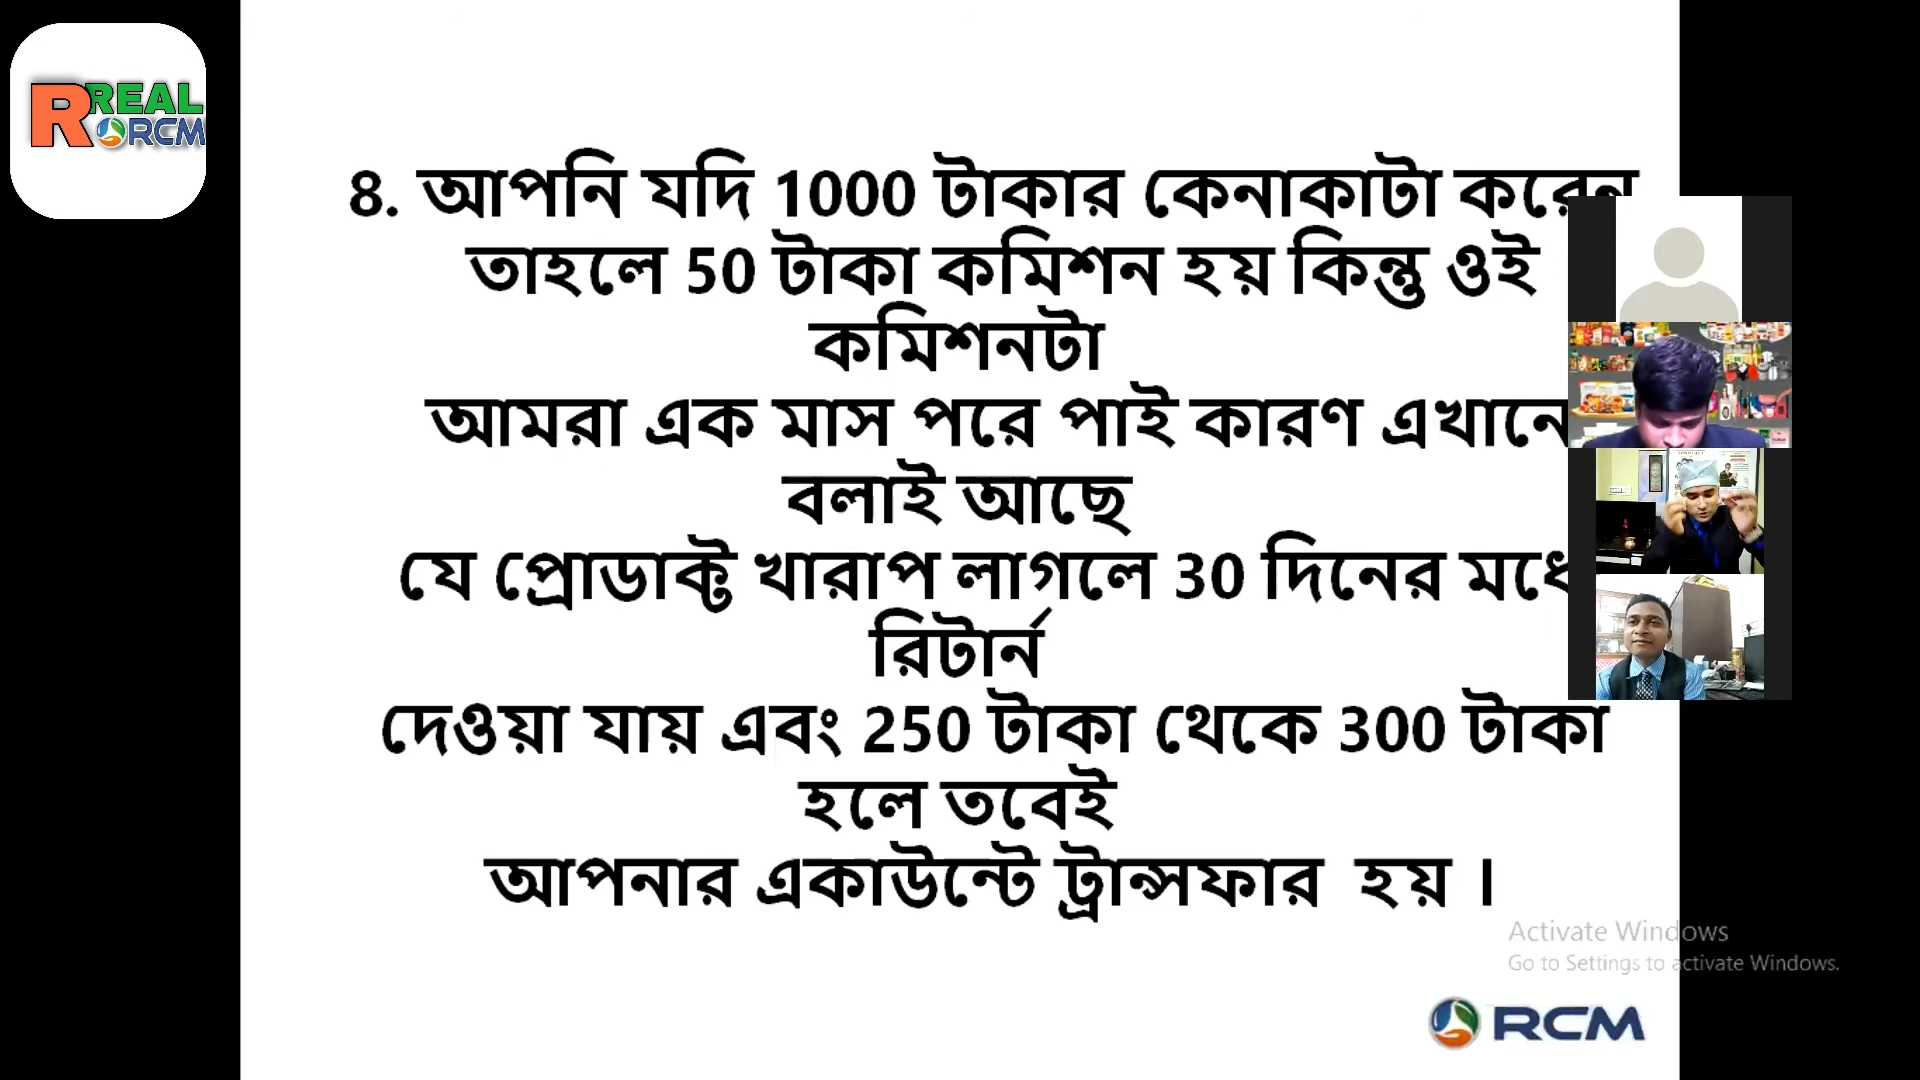 R REAL
RCM
8. আপনি যদি 1000 টাকার কেনাকাটা করেন
তাহলে 50 টাকা কমিশন হয় কিন্তু ওই
কমিশনটা
আমরা এক মাস পরে পাই কারণ এখানে
বলাই আছে
যে প্রোডাক্ট খারাপ লাগলে 30 দিনের মধ্যে
রিটার্ন
দেওয়া যায় এবং 250 টাকা থেকে 300 টাকা
হলে তবেই
আপনার একাউন্টে ট্রান্সফার হয় ।
Activate Windows
Go to Settings to activate Windows.
RCM